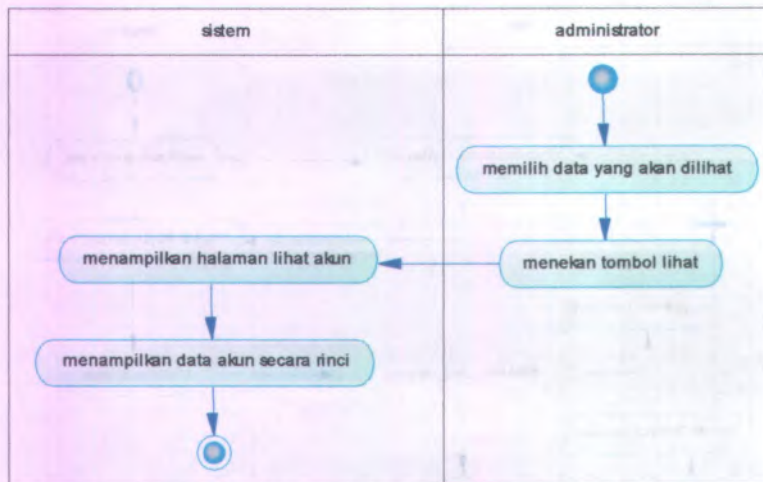 sistem
administrator
memilih data yang akan dilihat
menekan tombol lihat
menampilkan halaman lihat akun
menampilkan data akun secara rinci